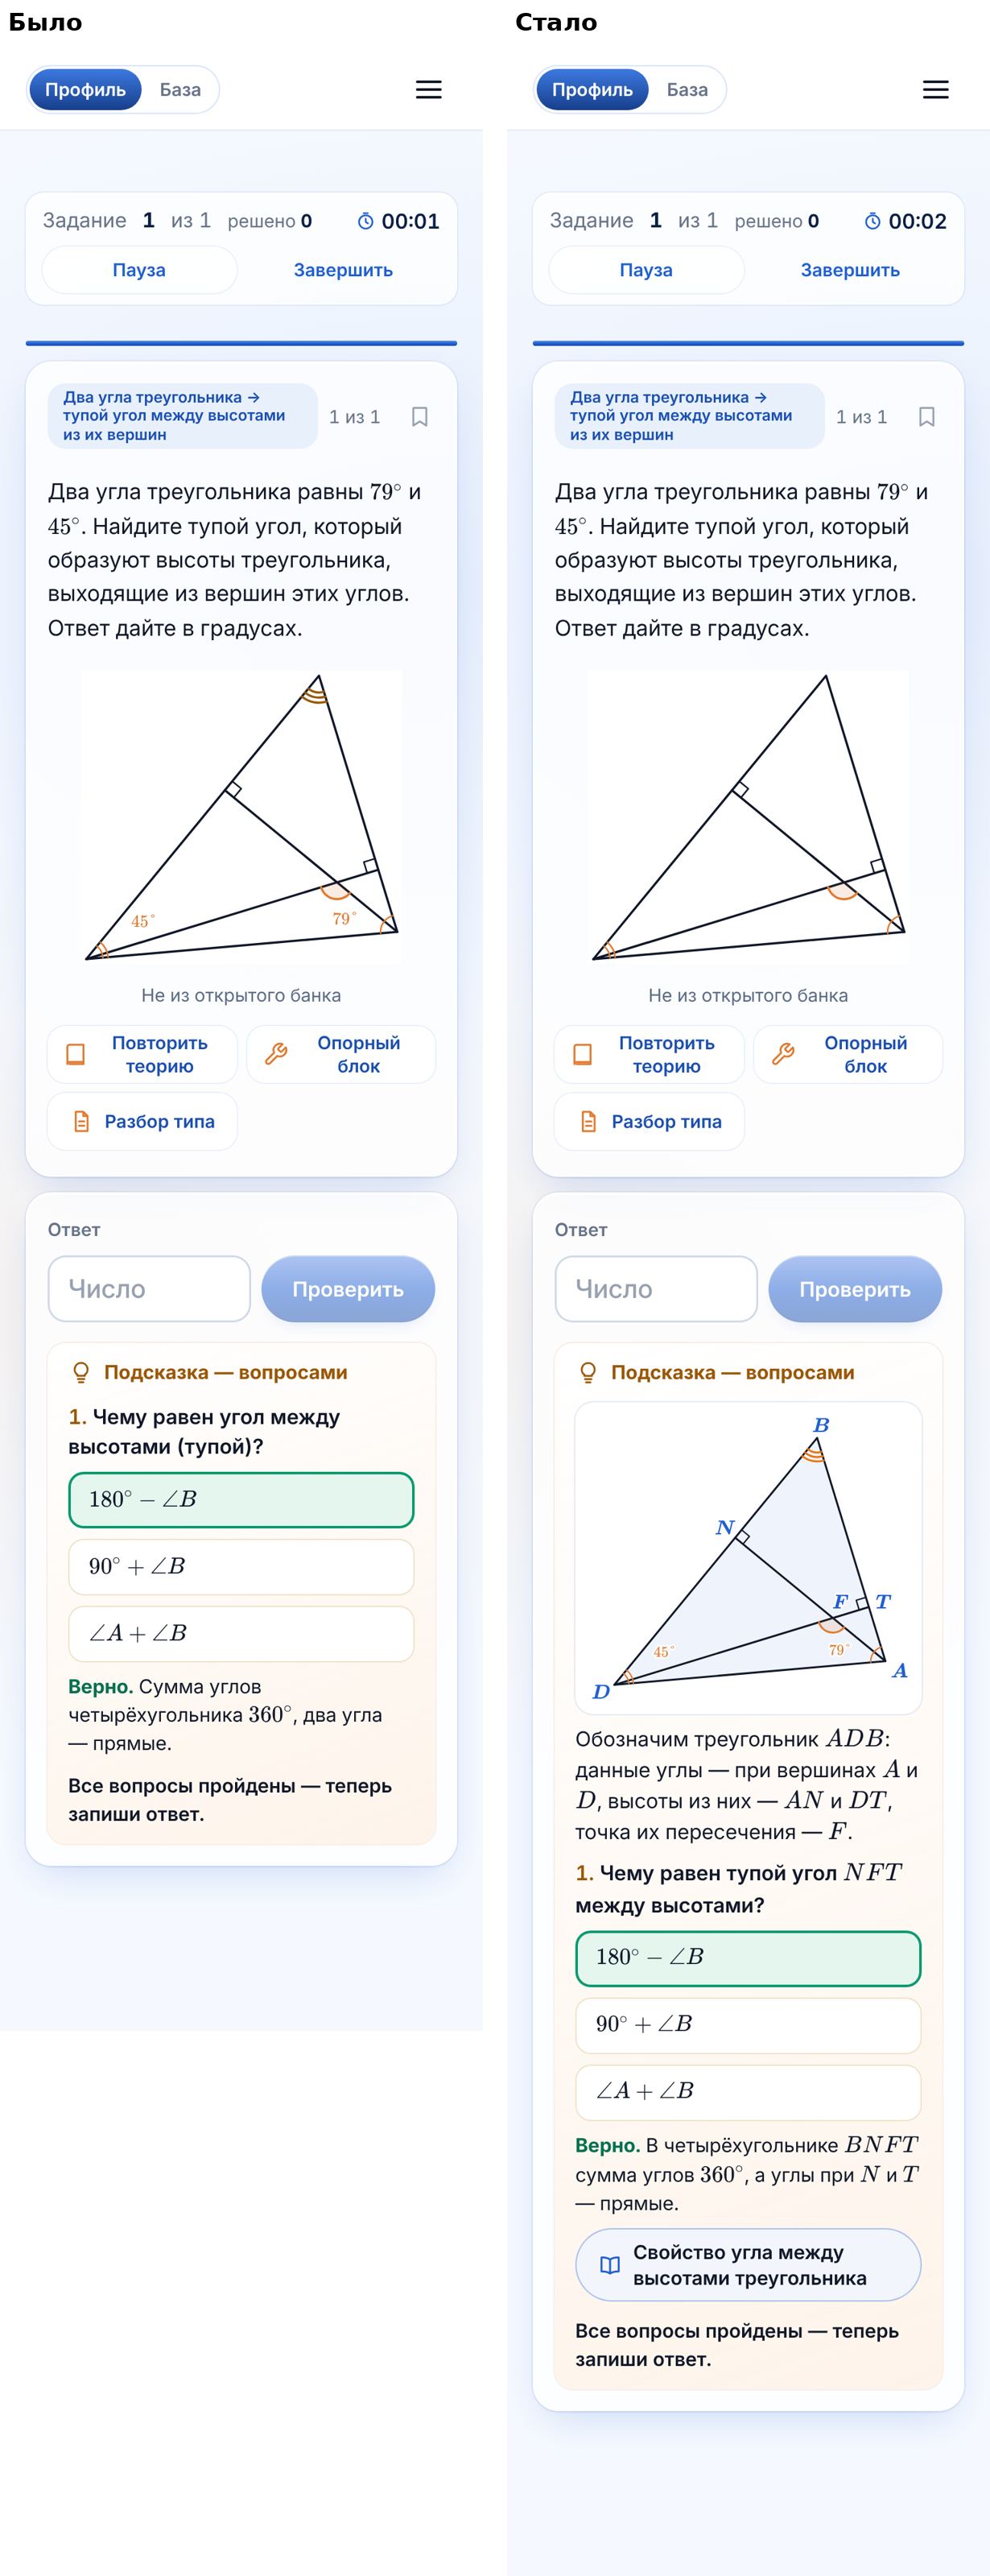 Было
Профиль База
Задание 1 из 1 решено 0 00:01
Пауза Завершить
Два угла треугольника →
тупой угол между высотами
из их вершин
1 из 1
Два угла треугольника равны 79° и
45°. Найдите тупой угол, который
образуют высоты треугольника,
выходящие из вершин этих углов.
Ответ дайте в градусах.
45°
79°
Не из открытого банка
Повторить
теорию
Опорный
блок
Разбор типа
Ответ
Число
Проверить
Подсказка — вопросами
1. Чему равен угол между
высотами (тупой)?
180° − ∠B
90° + ∠B
∠A + ∠B
Верно. Сумма углов
четырёхугольника 360°, два угла
— прямые.
Все вопросы пройдены — теперь
запиши ответ.
Стало
Профиль База
Задание 1 из 1 решено 0 00:02
Пауза Завершить
Два угла треугольника →
тупой угол между высотами
из их вершин
1 из 1
Два угла треугольника равны 79° и
45°. Найдите тупой угол, который
образуют высоты треугольника,
выходящие из вершин этих углов.
Ответ дайте в градусах.
Не из открытого банка
Повторить
теорию
Опорный
блок
Разбор типа
Ответ
Число
Проверить
Подсказка — вопросами
B
N
F T
45°
79°
A
D
Обозначим треугольник ADB:
данные углы — при вершинах A и
D, высоты из них — AN и DT,
точка их пересечения — F.
1. Чему равен тупой угол NFT
между высотами?
180° − ∠B
90° + ∠B
∠A + ∠B
Верно. В четырёхугольнике BNFT
сумма углов 360°, а углы при N и T
— прямые.
Свойство угла между
высотами треугольника
Все вопросы пройдены — теперь
запиши ответ.